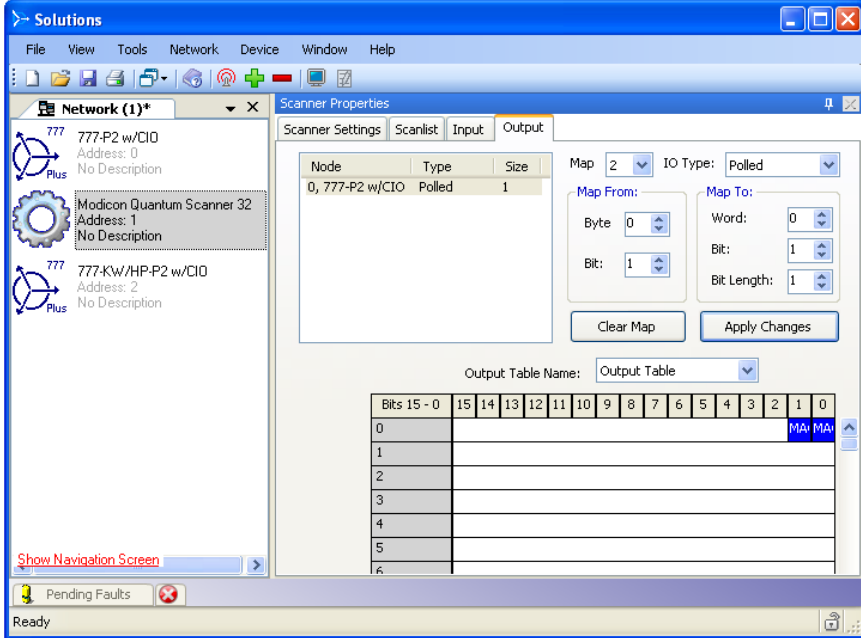 Solutions
File View Tools Network Device Window Help
Network (1)*
777
777-P2 w/CIO
Address: 0
No Description
Plus
Modicon Quantum Scanner 32
Address: 1
No Description
777
777-KW/HP-P2 w/CIO
Address: 2
No Description
Plus
Show Navigation Screen
Scanner Properties
Scanner Settings Scanlist Input Output
Node Type Size
0, 777-P2 w/CIO Polled 1
Map 2 IO Type: Polled
Map From:
Byte 0
Bit: 1
Map To:
Word: 0
Bit: 1
Bit Length: 1
Clear Map Apply Changes
Output Table Name: Output Table
Bits 15 - 0 15 14 13 12 11 10 9 8 7 6 5 4 3 2 1 0
0
1
2
3
4
5
6
Pending Faults
Ready